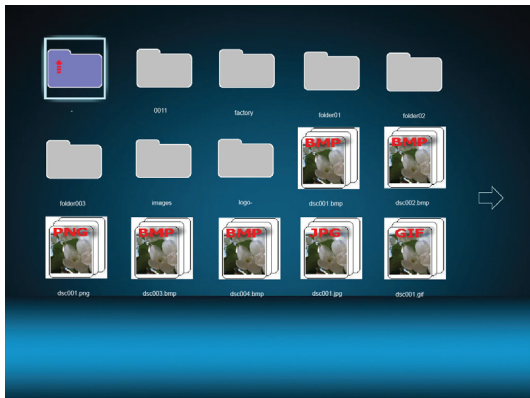 0011
factory
folder01
folder02
folder003
images
logo-
BMP
dsc001.bmp
BMP
dsc002.bmp
PNG
dsc001.png
BMP
dsc003.bmp
BMP
dsc004.bmp
JPG
dsc001.jpg
GIF
dsc001.gif